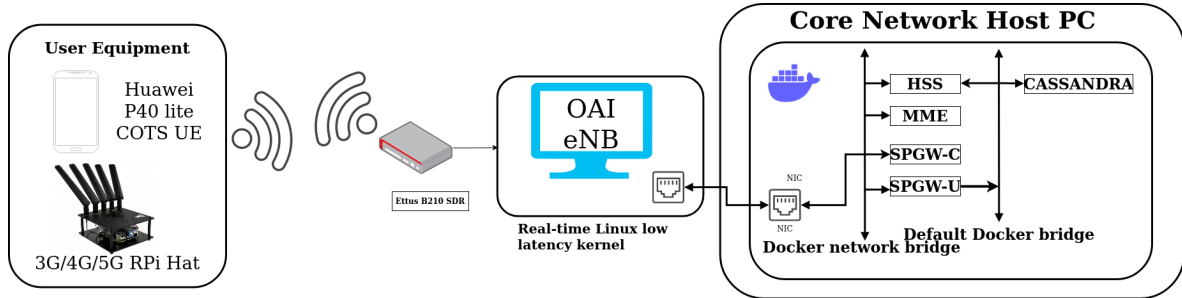 User Equipment
Huawei
P40 lite
COTS UE
3G/4G/5G RPi Hat
Ettus B210 SDR
OAI
eNB
Real-time Linux low
latency kernel
Core Network Host PC
HSS
CASSANDRA
MME
SPGW-C
SPGW-U
NIC
NIC
Default Docker bridge
Docker network bridge